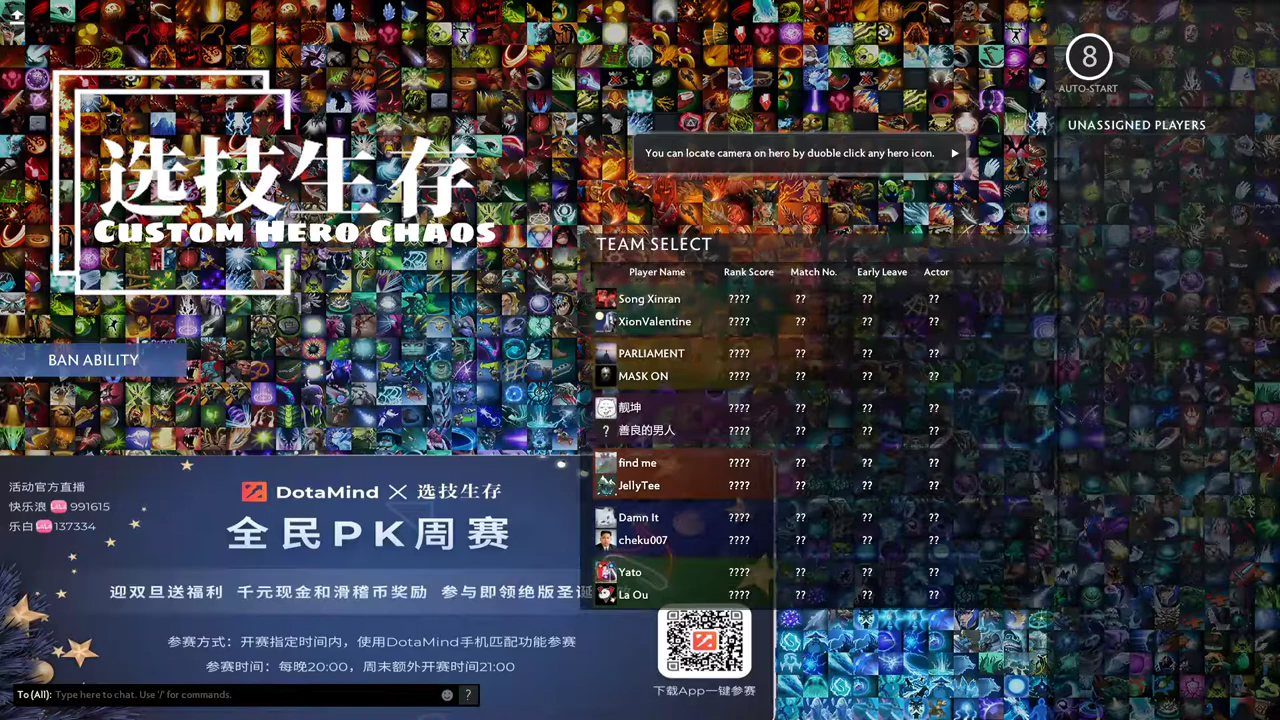 选技生存
CUSTOM HERO CHAOS
BAN ABILITY
8
AUTO-START
UNASSIGNED PLAYERS
You can locate camera on hero by duoble click any hero icon.
TEAM SELECT
Player Name Rank Score Match No. Early Leave Actor
Song Xinran ???? ?? ?? ??
XionValentine ???? ?? ?? ??
PARLIAMENT ???? ?? ?? ??
MASK ON ???? ?? ?? ??
靓坤 ???? ?? ?? ??
? 善良的男人 ???? ?? ?? ??
find me ???? ?? ?? ??
JellyTee ???? ?? ?? ??
Damn It ???? ?? ?? ??
cheku007 ???? ?? ?? ??
Yato ???? ?? ?? ??
La Ou ???? ?? ?? ??
活动官方直播
快乐浪 991615
乐白 137334
DotaMind × 选技生存
全民PK周赛
迎双旦送福利 千元现金和滑稽币奖励 参与即领绝版圣诞
参赛方式：开赛指定时间内，使用DotaMind手机匹配功能参赛
参赛时间：每晚20:00，周末额外开赛时间21:00
下载App一键参赛
To (All): Type here to chat. Use '/' for commands. ?